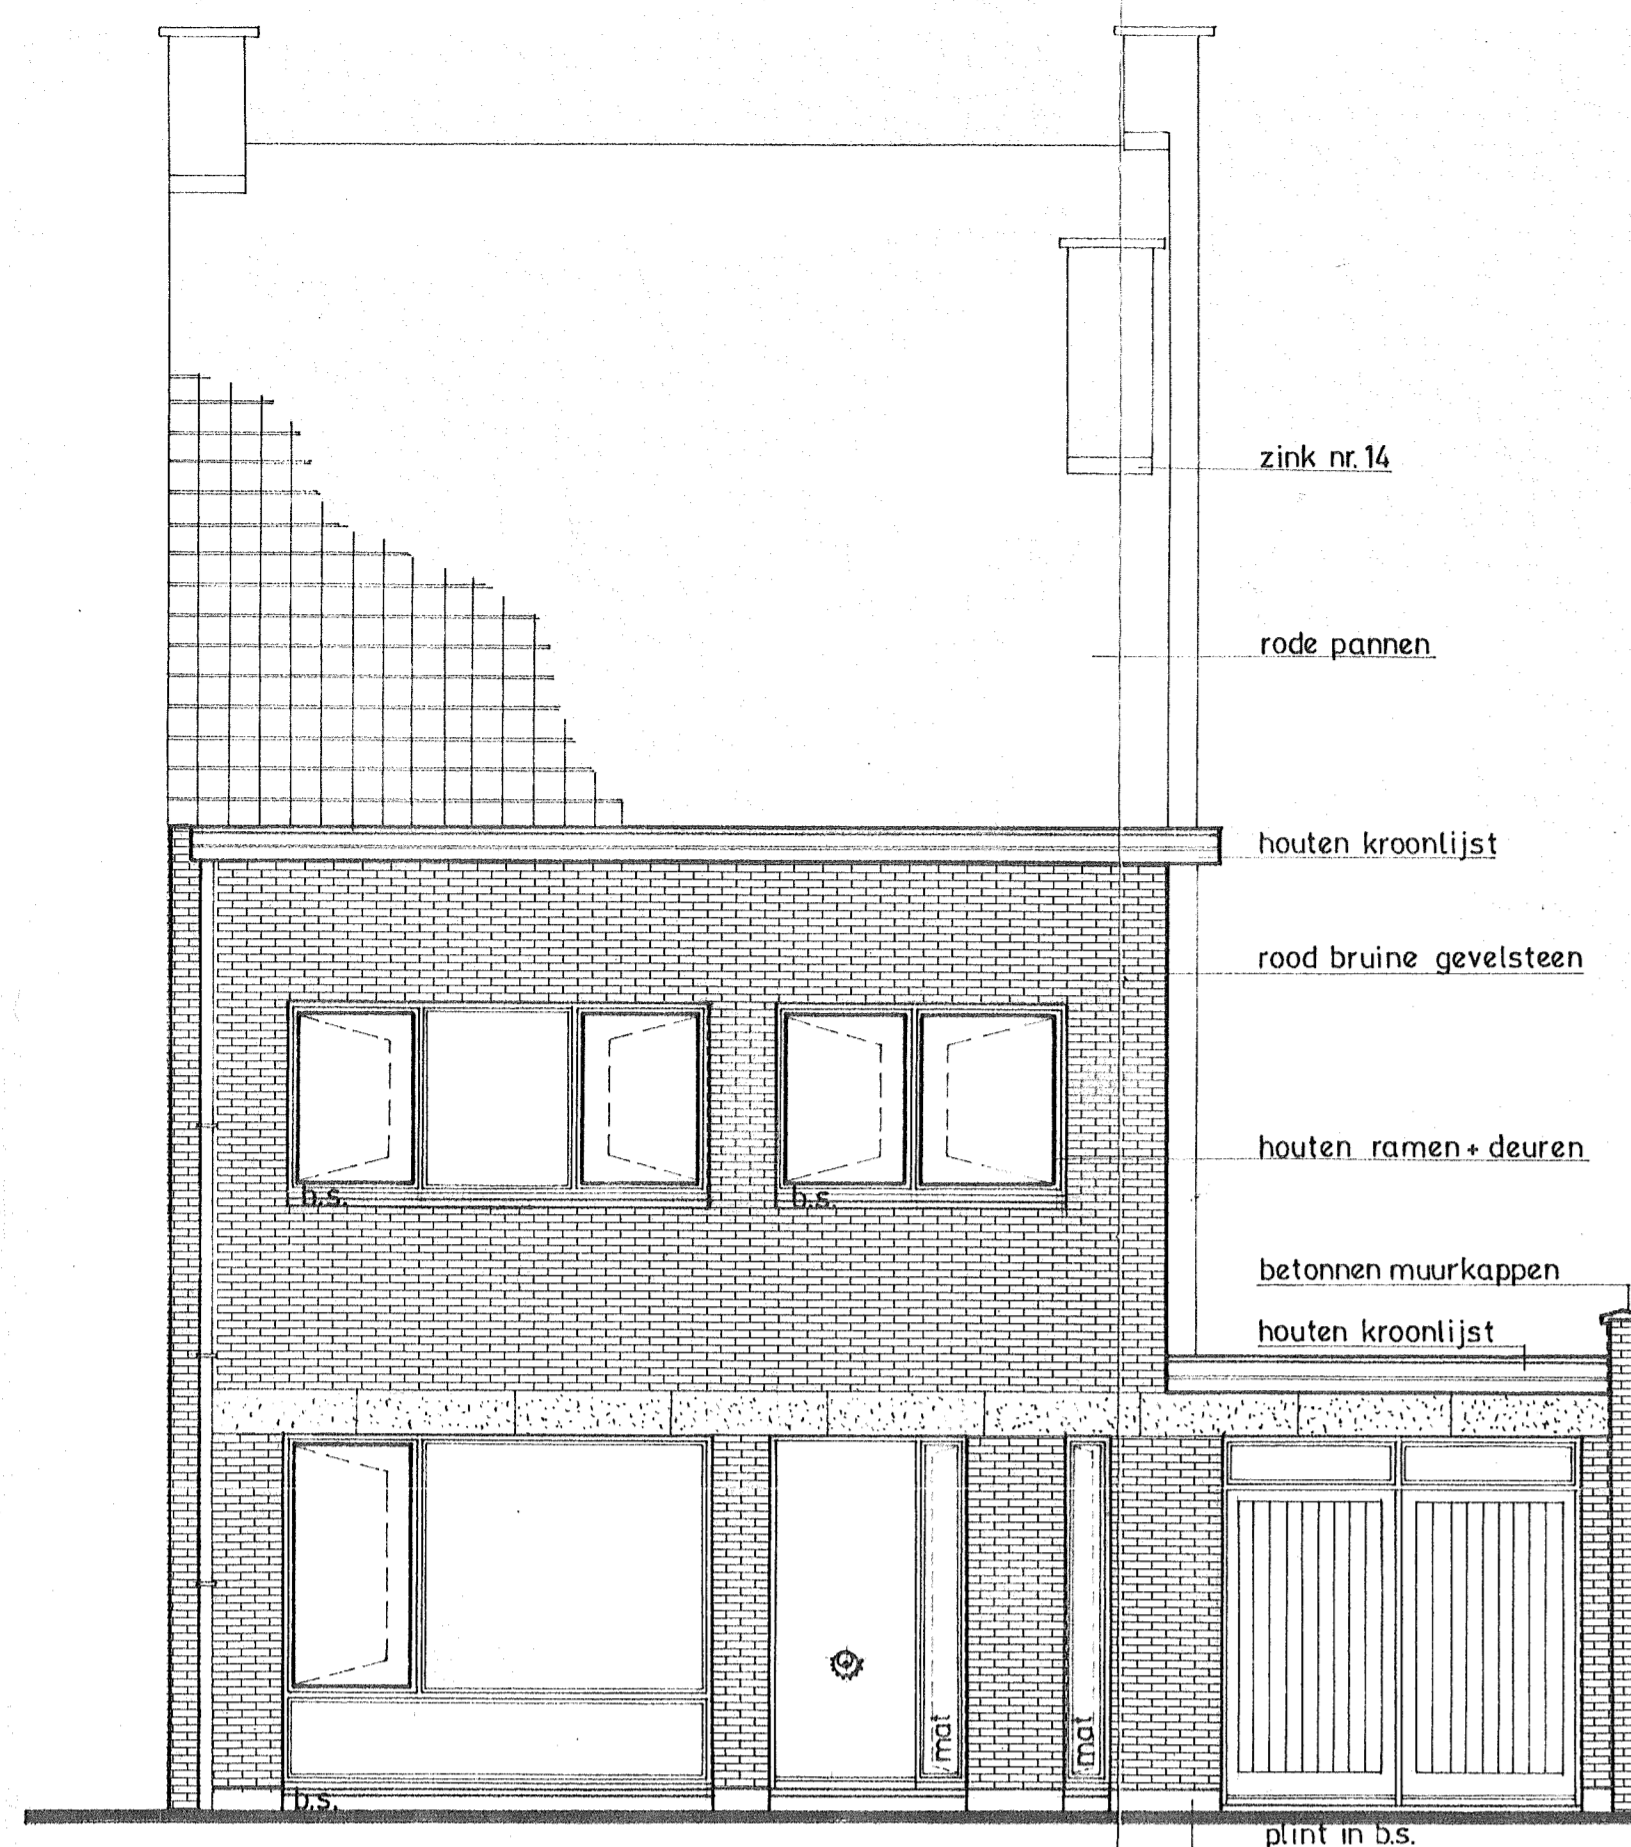 zink nr. 14
rode pannen
houten kroonlijst
rood bruine gevelsteen
houten ramen + deuren
b.s.
b.s.
betonnen muurkappen
houten kroonlijst
mat
mat
b.s.
plint in b.s.